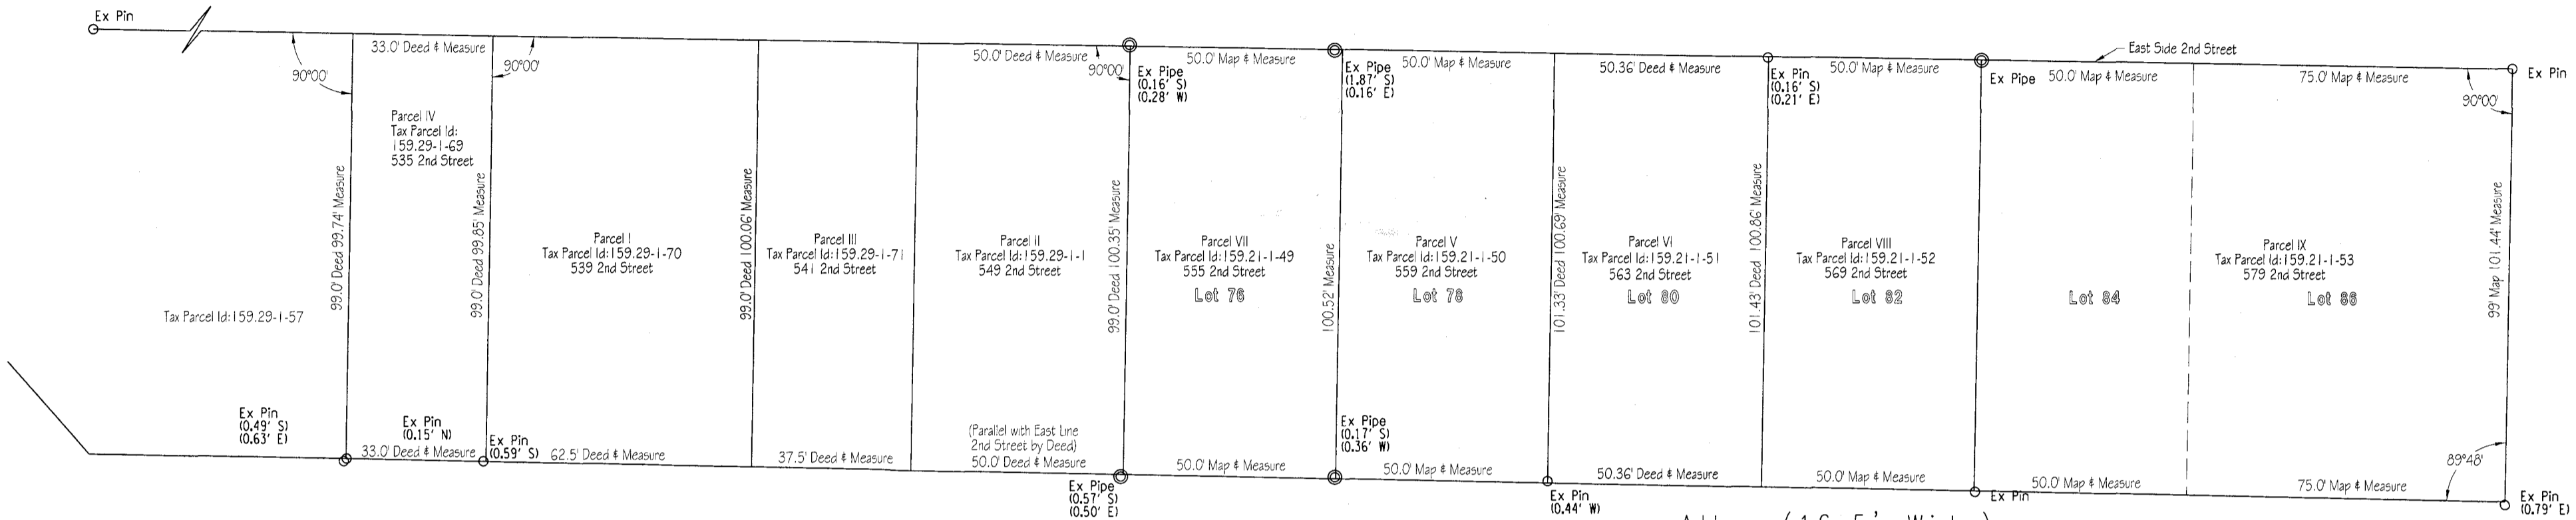 Ex Pin
33.0' Deed & Measure
90°00'
90°00'
50.0' Deed & Measure
90°00'
Ex Pipe
(0.16' S)
(0.28' W)
50.0' Map & Measure
Ex Pipe
(1.87' S)
(0.16' E)
50.0' Map & Measure
50.36' Deed & Measure
Ex Pin
(0.16' S)
(0.21' E)
50.0' Map & Measure
Ex Pipe
East Side 2nd Street
50.0' Map & Measure
75.0' Map & Measure
90°00'
Ex Pin
Tax Parcel Id:159.29-1-57
99.0' Deed 99.74' Measure
Parcel IV
Tax Parcel Id:
159.29-1-69
535 2nd Street
99.0' Deed 99.85' Measure
Parcel I
Tax Parcel Id:159.29-1-70
539 2nd Street
99.0' Deed 100.06' Measure
Parcel III
Tax Parcel Id:159.29-1-71
541 2nd Street
Parcel II
Tax Parcel Id:159.29-1-1
549 2nd Street
99.0' Deed 100.35' Measure
Parcel VII
Tax Parcel Id:159.21-1-49
555 2nd Street
Lot 76
100.52' Measure
Parcel V
Tax Parcel Id:159.21-1-50
559 2nd Street
Lot 78
101.33' Deed 100.69' Measure
Parcel VI
Tax Parcel Id:159.21-1-51
563 2nd Street
Lot 80
101.43' Deed 100.86' Measure
Parcel VIII
Tax Parcel Id:159.21-1-52
569 2nd Street
Lot 82
Lot 84
Parcel IX
Tax Parcel Id:159.21-1-53
579 2nd Street
Lot 86
99' Map 101.44' Measure
Ex Pin
(0.49' S)
(0.63' E)
Ex Pin
(0.15' N)
33.0' Deed & Measure
Ex Pin
(0.59' S)
62.5' Deed & Measure
37.5' Deed & Measure
(Parallel with East Line
2nd Street by Deed)
50.0' Deed & Measure
Ex Pipe
(0.57' S)
(0.50' E)
50.0' Map & Measure
Ex Pipe
(0.17' S)
(0.36' W)
50.0' Map & Measure
Ex Pin
(0.44' W)
50.36' Deed & Measure
50.0' Map & Measure
Ex Pin
50.0' Map & Measure
75.0' Map & Measure
89°48'
Ex Pin
(0.79' E)